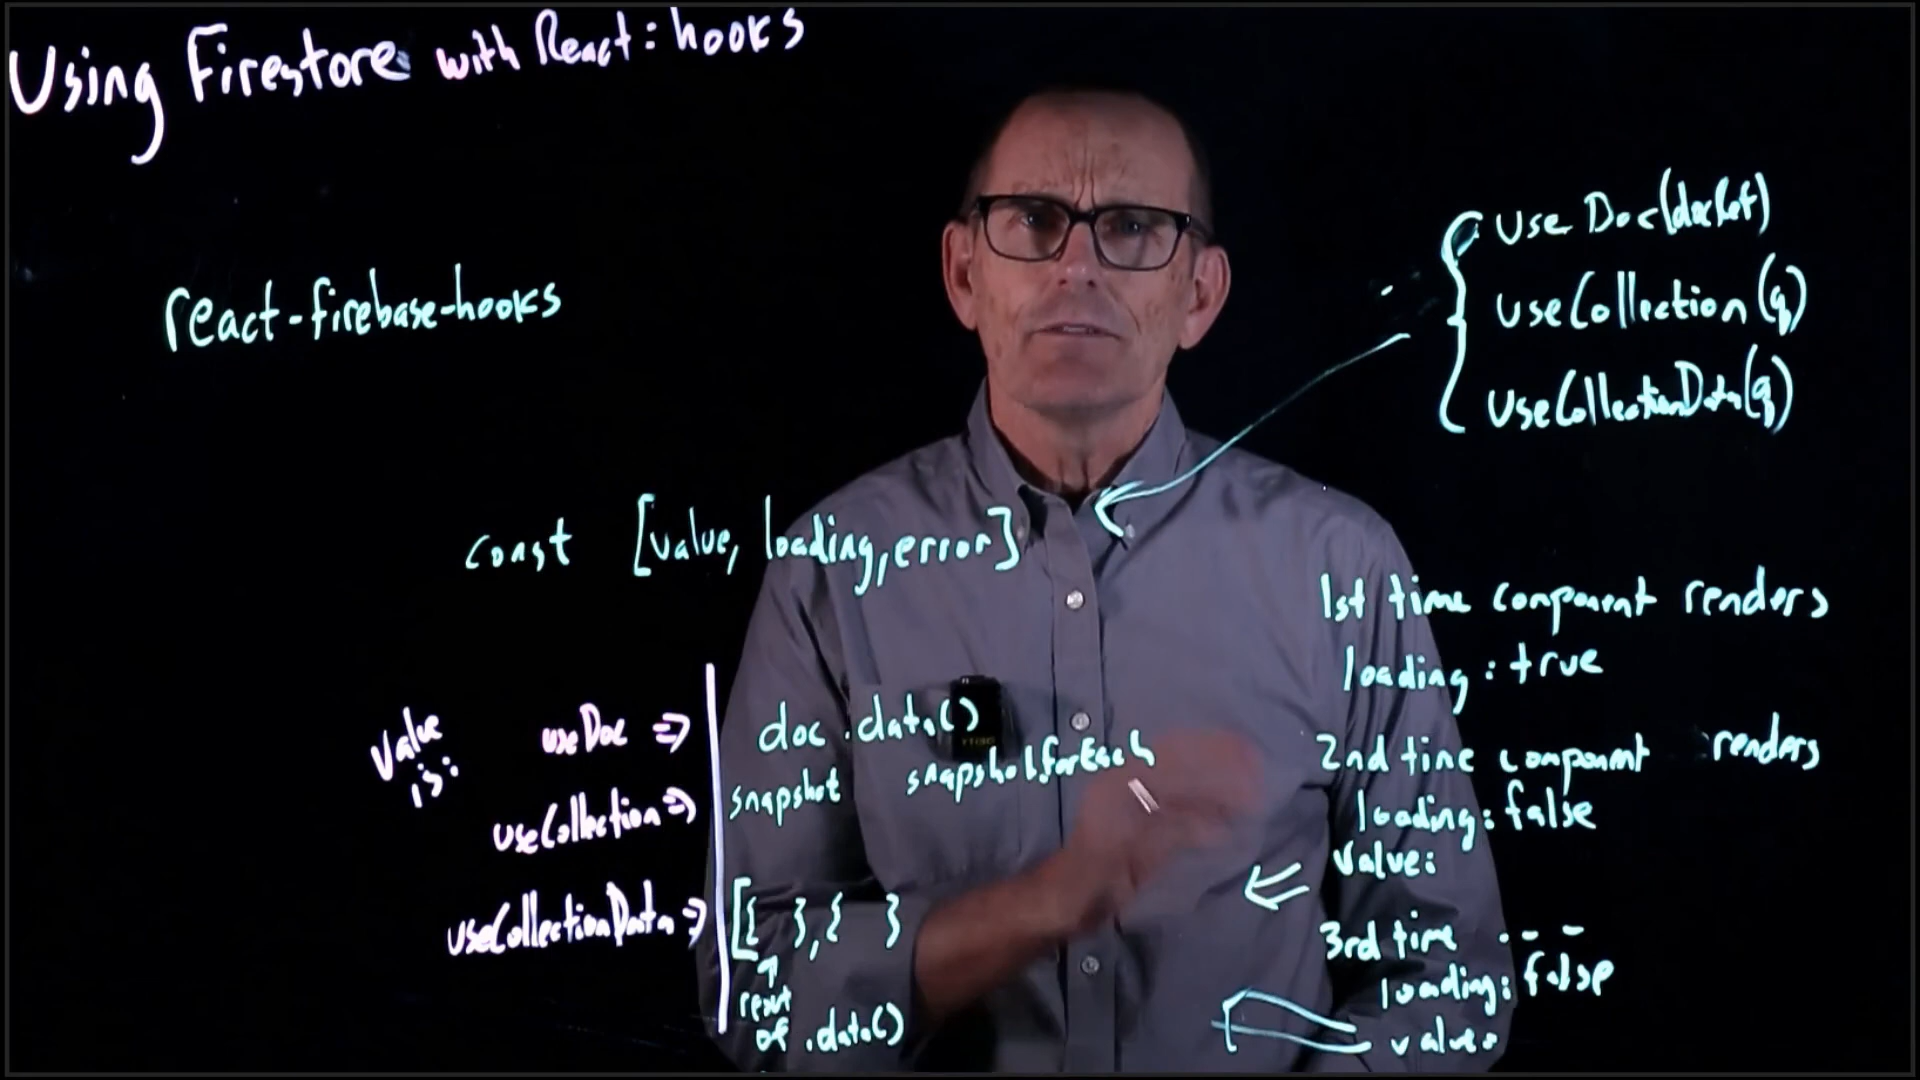 Using Firestore with React: hooks
react-firebase-hooks
useDoc(docRef)
useCollection(q)
useCollectionData(q)
const [value, loading, error]
1st time component renders
loading: true
2nd time component renders
loading: false
value:
3rd time ...
loading: false
value:
value is:
useDoc => doc.data()
useCollection => snapshot snapshot.forEach
useCollectionData => [{ }, { }
result
of .data()